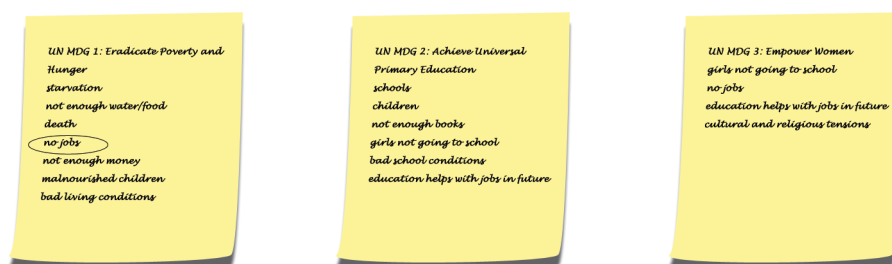 UN MDG 1: Eradicate Poverty and
Hunger
starvation
not enough water/food
death
no jobs
not enough money
malnourished children
bad living conditions
UN MDG 2: Achieve Universal
Primary Education
schools
children
not enough books
girls not going to school
bad school conditions
education helps with jobs in future
UN MDG 3: Empower Women
girls not going to school
no jobs
education helps with jobs in future
cultural and religious tensions